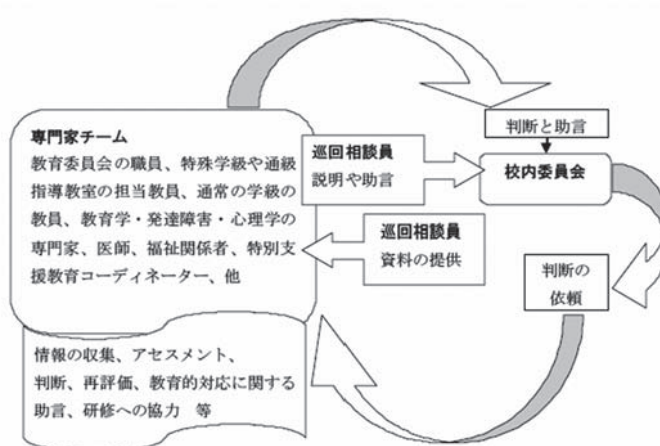 専門家チーム
教育委員会の職員、特殊学級や通級
指導教室の担当教員、通常の学級の
教員、教育学・発達障害・心理学の
専門家、医師、福祉関係者、特別支
援教育コーディネーター、他
情報の収集、アセスメント、
判断、再評価、教育的対応に関する
助言、研修への協力 等
巡回相談員
説明や助言
巡回相談員
資料の提供
判断と助言
校内委員会
判断の
依頼